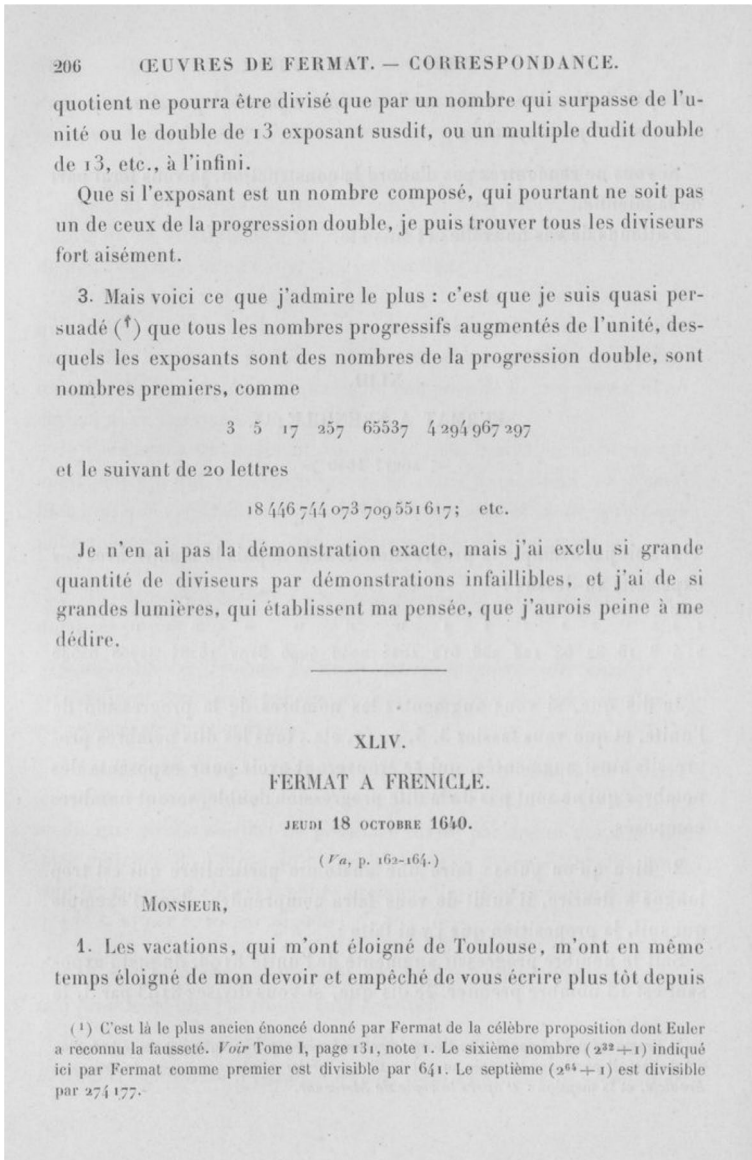 206 ŒUVRES DE FERMAT. — CORRESPONDANCE.
quotient ne pourra être divisé que par un nombre qui surpasse de l'u-
nité ou le double de 13 exposant susdit, ou un multiple dudit double
de 13, etc., à l'infini.
Que si l'exposant est un nombre composé, qui pourtant ne soit pas
un de ceux de la progression double, je puis trouver tous les diviseurs
fort aisément.
3. Mais voici ce que j'admire le plus : c'est que je suis quasi per-
suadé (¹) que tous les nombres progressifs augmentés de l'unité, des-
quels les exposants sont des nombres de la progression double, sont
nombres premiers, comme
3 5 17 257 65537 4 294 967 297
et le suivant de 20 lettres
18 446 744 073 709 551 617; etc.
Je n'en ai pas la démonstration exacte, mais j'ai exclu si grande
quantité de diviseurs par démonstrations infaillibles, et j'ai de si
grandes lumières, qui établissent ma pensée, que j'aurois peine à me
dédire.
XLIV.
FERMAT A FRENICLE.
JEUDI 18 OCTOBRE 1640.
(Va, p. 162-164.)
MONSIEUR,
1. Les vacations, qui m'ont éloigné de Toulouse, m'ont en même
temps éloigné de mon devoir et empêché de vous écrire plus tôt depuis
(¹) C'est là le plus ancien énoncé donné par Fermat de la célèbre proposition dont Euler
a reconnu la fausseté. Voir Tome I, page 131, note 1. Le sixième nombre (2³²+1) indiqué
ici par Fermat comme premier est divisible par 641. Le septième (2⁶⁴+1) est divisible
par 274 177.